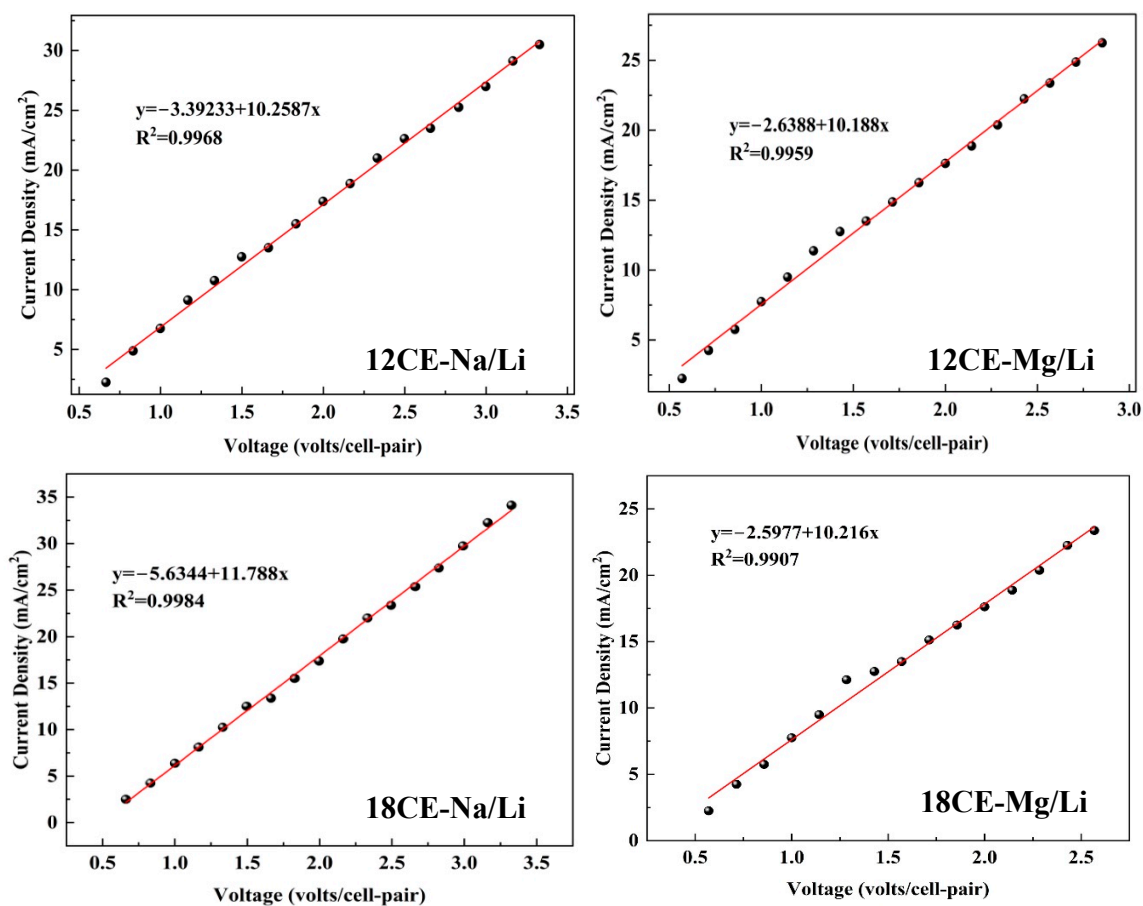 Current Density (mA/cm²)
30
25
20
15
10
5
y=−3.39233+10.2587x
R²=0.9968
12CE-Na/Li
0.5 1.0 1.5 2.0 2.5 3.0 3.5
Voltage (volts/cell-pair)
Current Density (mA/cm²)
25
20
15
10
5
y=−2.6388+10.188x
R²=0.9959
12CE-Mg/Li
0.5 1.0 1.5 2.0 2.5 3.0
Voltage (volts/cell-pair)
Current Density (mA/cm²)
35
30
25
20
15
10
5
0
y=−5.6344+11.788x
R²=0.9984
18CE-Na/Li
0.5 1.0 1.5 2.0 2.5 3.0 3.5
Voltage (volts/cell-pair)
Current Density (mA/cm²)
25
20
15
10
5
0
y=−2.5977+10.216x
R²=0.9907
18CE-Mg/Li
0.5 1.0 1.5 2.0 2.5
Voltage (volts/cell-pair)